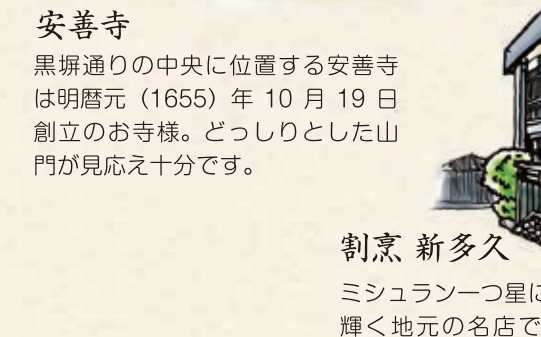 安善寺
黒塀通りの中央に位置する安善寺
は明暦元（1655）年 10 月 19 日
創立のお寺様。どっしりとした山
門が見応え十分です。
割烹 新多久
ミシュラン一つ星に
輝く地元の名店で